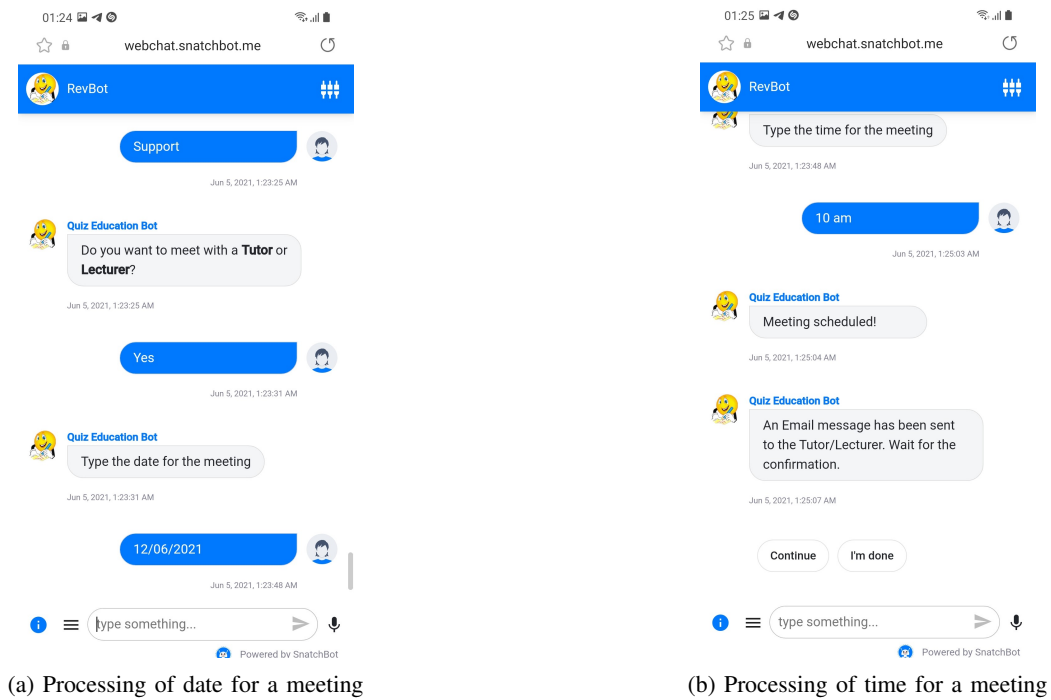 01:24
webchat.snatchbot.me
RevBot
Support
Jun 5, 2021, 1:23:25 AM
Quiz Education Bot
Do you want to meet with a Tutor or
Lecturer?
Jun 5, 2021, 1:23:25 AM
Yes
Jun 5, 2021, 1:23:31 AM
Quiz Education Bot
Type the date for the meeting
Jun 5, 2021, 1:23:31 AM
12/06/2021
Jun 5, 2021, 1:23:48 AM
type something...
Powered by SnatchBot
(a) Processing of date for a meeting
01:25
webchat.snatchbot.me
RevBot
Type the time for the meeting
Jun 5, 2021, 1:23:48 AM
10 am
Jun 5, 2021, 1:25:03 AM
Quiz Education Bot
Meeting scheduled!
Jun 5, 2021, 1:25:04 AM
Quiz Education Bot
An Email message has been sent
to the Tutor/Lecturer. Wait for the
confirmation.
Jun 5, 2021, 1:25:07 AM
Continue I'm done
type something...
Powered by SnatchBot
(b) Processing of time for a meeting